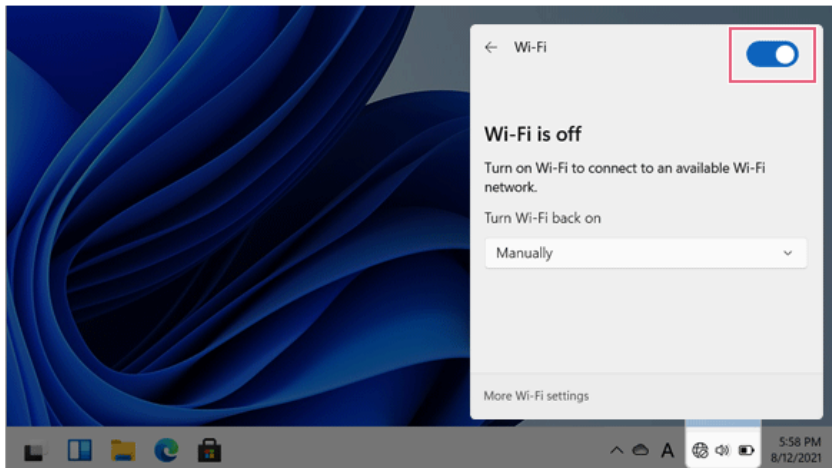 Wi-Fi
Wi-Fi is off
Turn on Wi-Fi to connect to an available Wi-Fi
network.
Turn Wi-Fi back on
Manually
More Wi-Fi settings
A
5:58 PM
8/12/2021